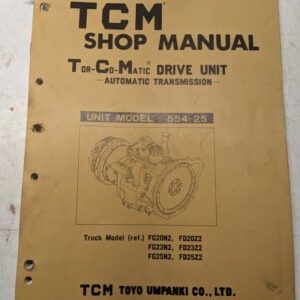 TCM
SHOP MANUAL
TOR-CO-MATIC® DRIVE UNIT
—AUTOMATIC TRANSMISSION—
UNIT MODEL : 554-25
Truck Model (ref.) FG20N2, FD20Z2
FG23N2, FD23Z2
FG25N2, FD25Z2
TCM TOYO UMPANKI CO., LTD.